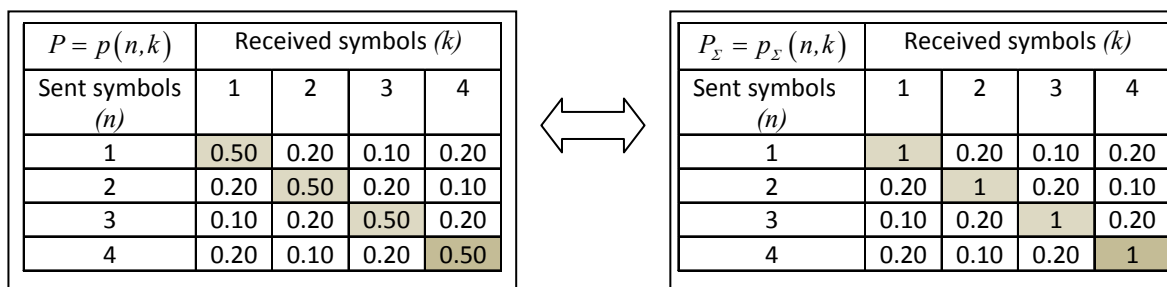 P = p(n,k) Received symbols (k)
Sent symbols (n) 1 2 3 4
1 0.50 0.20 0.10 0.20
2 0.20 0.50 0.20 0.10
3 0.10 0.20 0.50 0.20
4 0.20 0.10 0.20 0.50
P_Σ = p_Σ(n,k) Received symbols (k)
Sent symbols (n) 1 2 3 4
1 1 0.20 0.10 0.20
2 0.20 1 0.20 0.10
3 0.10 0.20 1 0.20
4 0.20 0.10 0.20 1